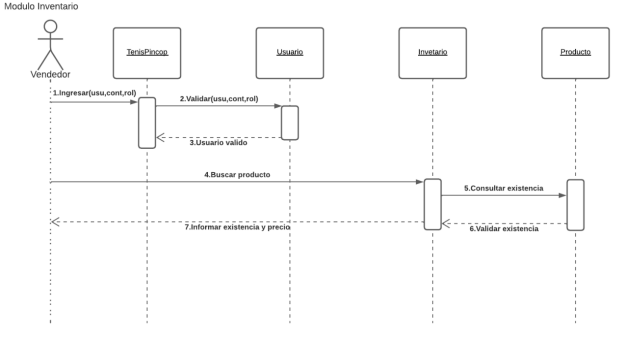 Modulo Inventario
TenisPincop
Usuario
Invetario
Producto
Vendedor
1.Ingresar(usu,cont,rol)
2.Validar(usu,cont,rol)
3.Usuario valido
4.Buscar producto
5.Consultar existencia
6.Validar existencia
7.Informar existencia y precio